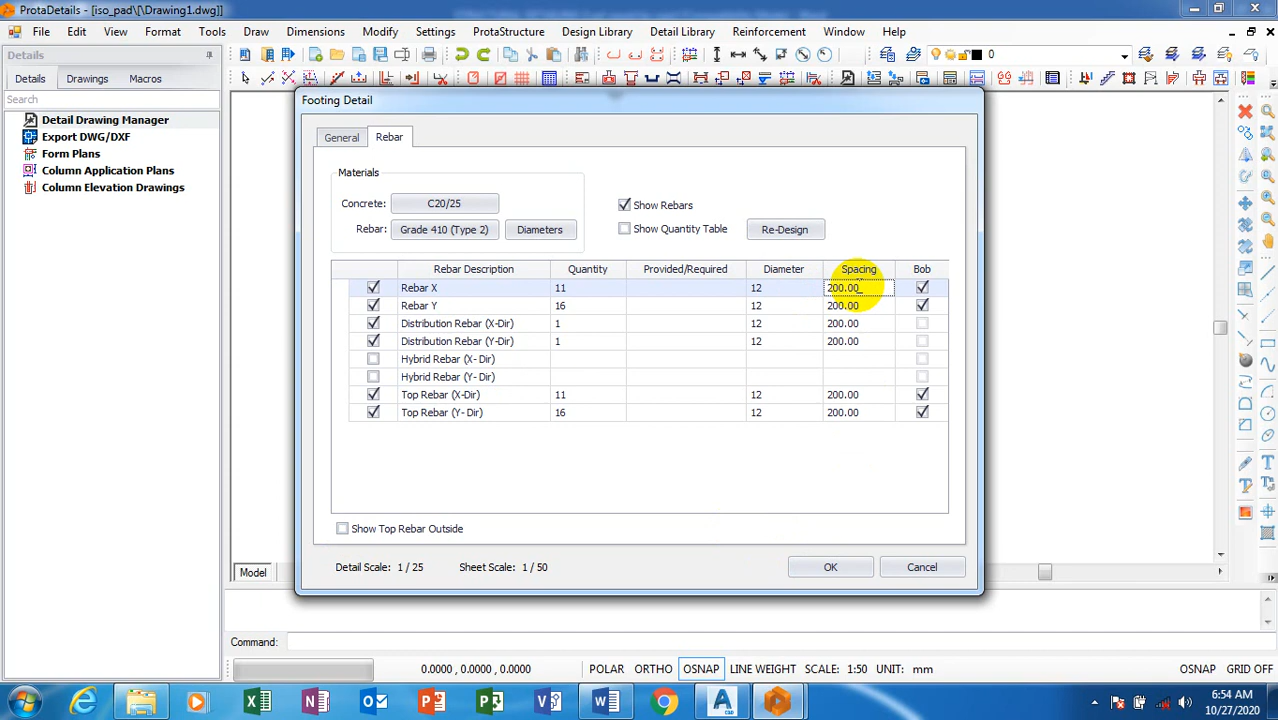 ProtaDetails - [iso_pad\[\Drawing1.dwg]]
File Edit View Format Tools Draw Dimensions Modify Settings ProtaStructure Design Library Detail Library Reinforcement Window Help
Details
0
Details Drawings Macros
Search
Detail Drawing Manager
Export DWG/DXF
Form Plans
Column Application Plans
Column Elevation Drawings
Footing Detail
General Rebar
Materials
Concrete: C20/25
Show Rebars
Rebar: Grade 410 (Type 2) Diameters
Show Quantity Table Re-Design
Rebar Description Quantity Provided/Required Diameter Spacing Bob
Rebar X 11 12 200.00
Rebar Y 16 12 200.00
Distribution Rebar (X-Dir) 1 12 200.00
Distribution Rebar (Y-Dir) 1 12 200.00
Hybrid Rebar (X- Dir)
Hybrid Rebar (Y- Dir)
Top Rebar (X-Dir) 11 12 200.00
Top Rebar (Y- Dir) 16 12 200.00
Show Top Rebar Outside
Detail Scale: 1 / 25 Sheet Scale: 1 / 50 OK Cancel
Model
Command:
0.0000 , 0.0000 , 0.0000 POLAR ORTHO OSNAP LINE WEIGHT SCALE: 1:50 UNIT: mm OSNAP GRID OFF
6:54 AM
10/27/2020